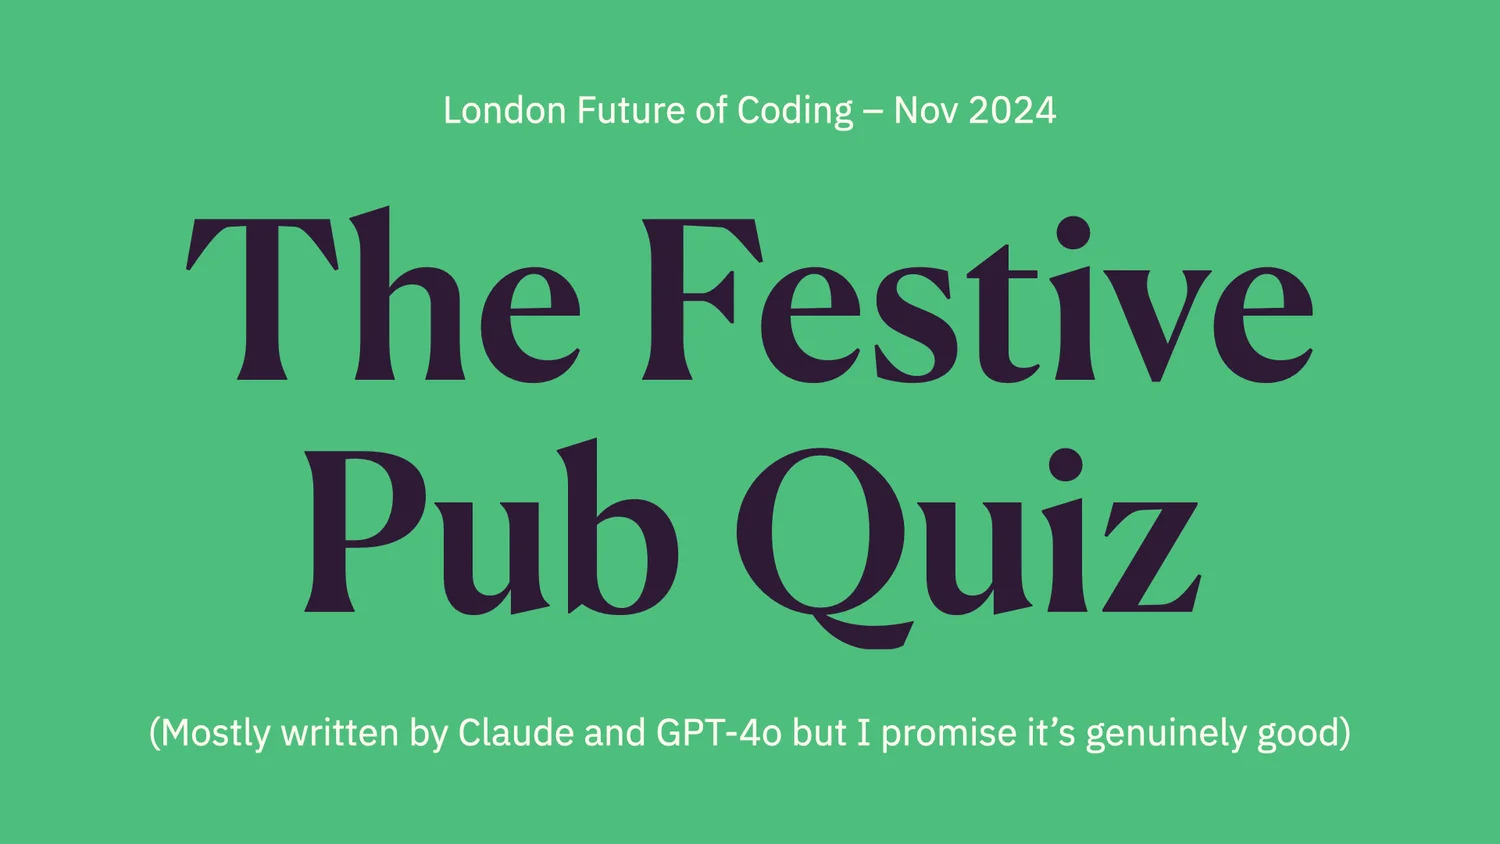 London Future of Coding – Nov 2024
The Festive
Pub Quiz
(Mostly written by Claude and GPT-4o but I promise it’s genuinely good)